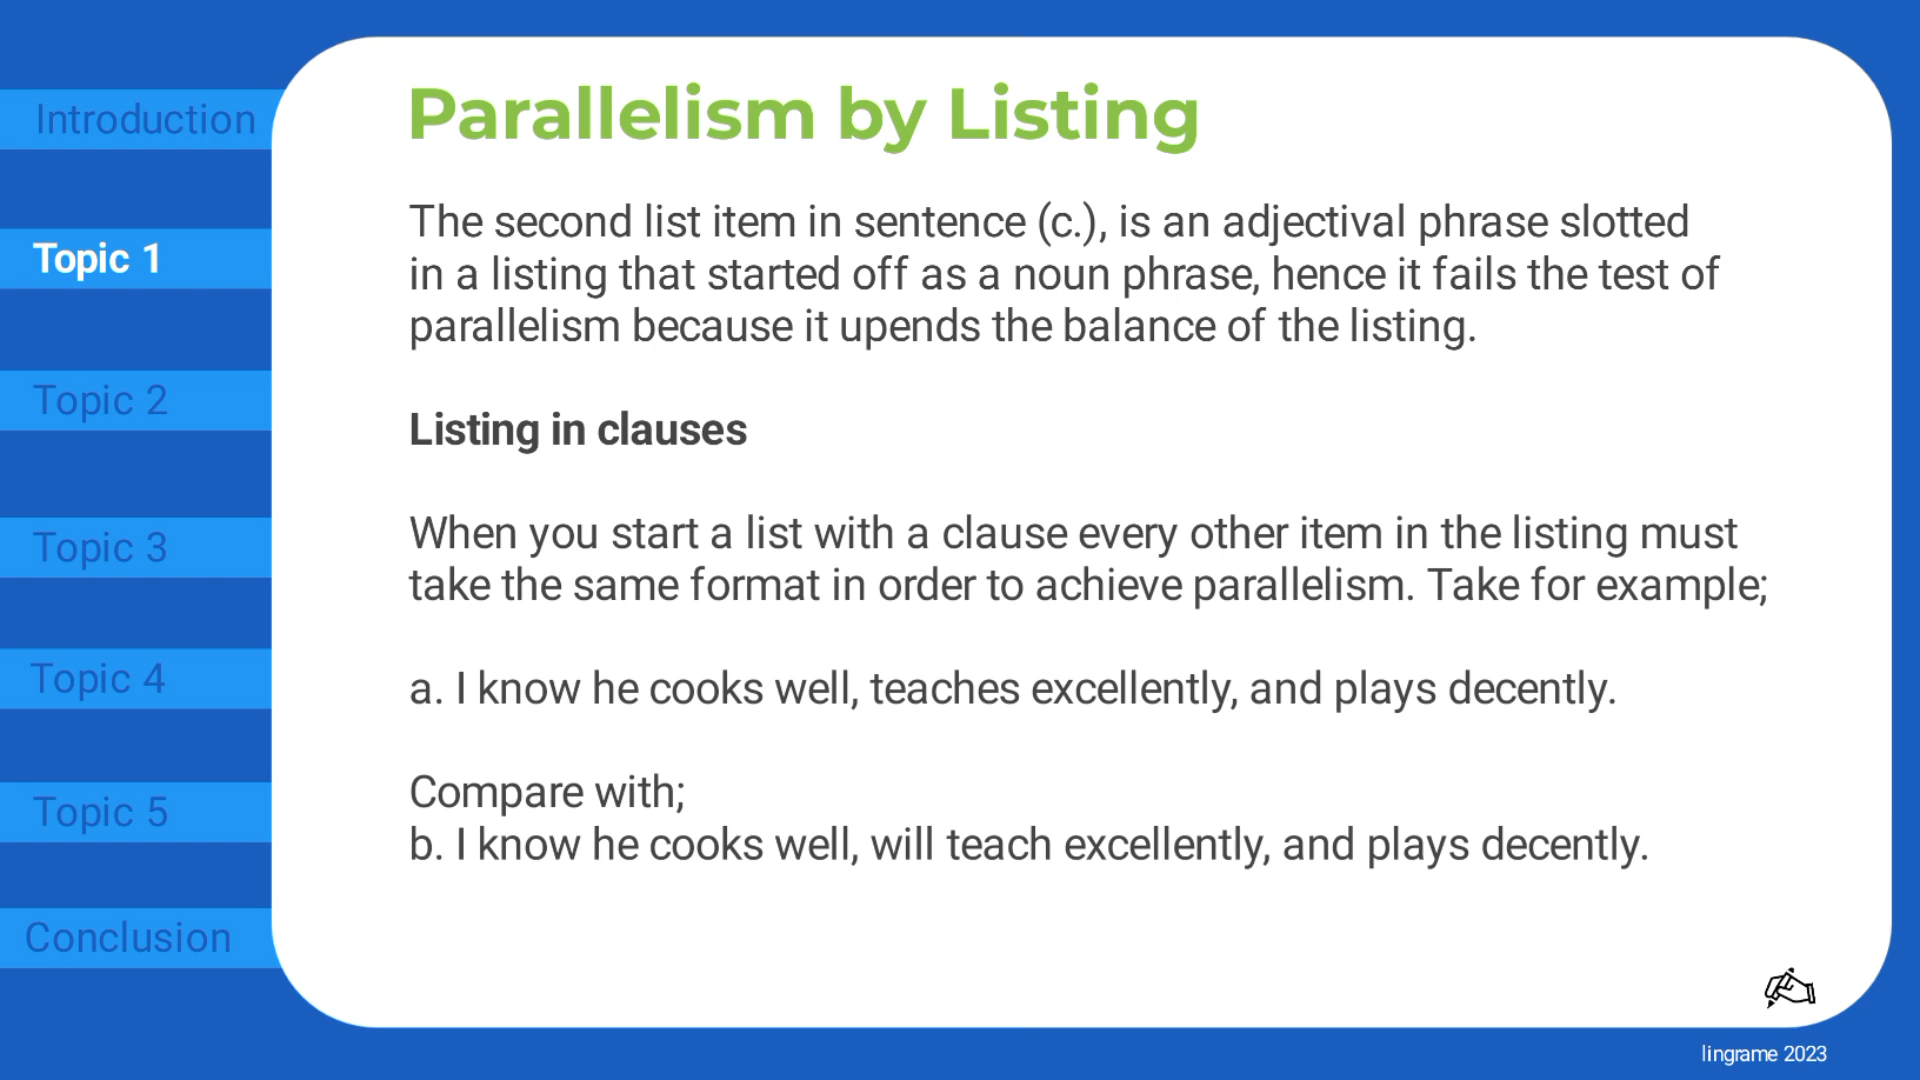 Introduction
Topic 1
Topic 2
Topic 3
Topic 4
Topic 5
Conclusion
Parallelism by Listing
The second list item in sentence (c.), is an adjectival phrase slotted
in a listing that started off as a noun phrase, hence it fails the test of
parallelism because it upends the balance of the listing.
Listing in clauses
When you start a list with a clause every other item in the listing must
take the same format in order to achieve parallelism. Take for example;
a. I know he cooks well, teaches excellently, and plays decently.
Compare with;
b. I know he cooks well, will teach excellently, and plays decently.
lingrame 2023